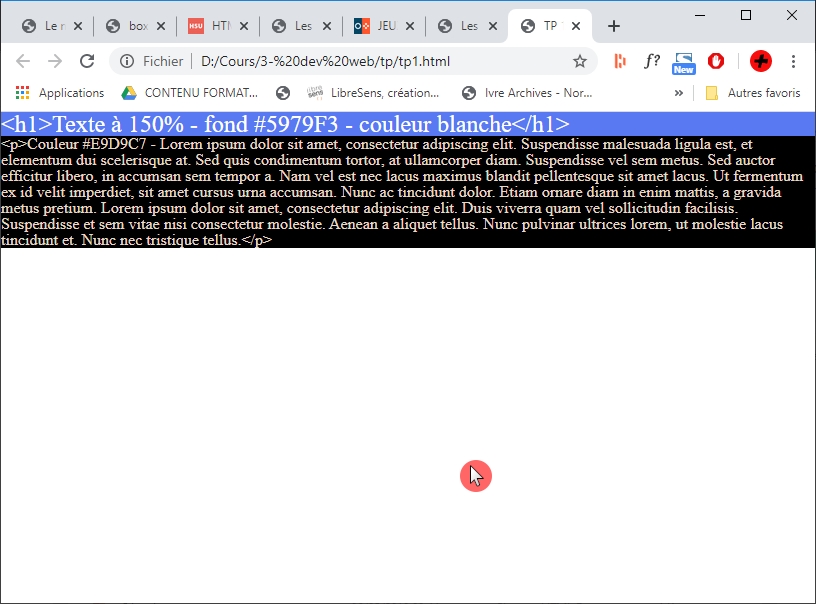 Le r
box
HSU HTM
Les
JEU
Les
TP
Fichier D:/Cours/3-%20dev%20web/tp/tp1.html
f?
New
Applications CONTENU FORMAT... LibreSens, création... Ivre Archives - Nor... » Autres favoris
<h1>Texte à 150% - fond #5979F3 - couleur blanche</h1>
<p>Couleur #E9D9C7 - Lorem ipsum dolor sit amet, consectetur adipiscing elit. Suspendisse malesuada ligula est, et
elementum dui scelerisque at. Sed quis condimentum tortor, at ullamcorper diam. Suspendisse vel sem metus. Sed auctor
efficitur libero, in accumsan sem tempor a. Nam vel est nec lacus maximus blandit pellentesque sit amet lacus. Ut fermentum
ex id velit imperdiet, sit amet cursus urna accumsan. Nunc ac tincidunt dolor. Etiam ornare diam in enim mattis, a gravida
metus pretium. Lorem ipsum dolor sit amet, consectetur adipiscing elit. Duis viverra quam vel sollicitudin facilisis.
Suspendisse et sem vitae nisi consectetur molestie. Aenean a aliquet tellus. Nunc pulvinar ultrices lorem, ut molestie lacus
tincidunt et. Nunc nec tristique tellus.</p>